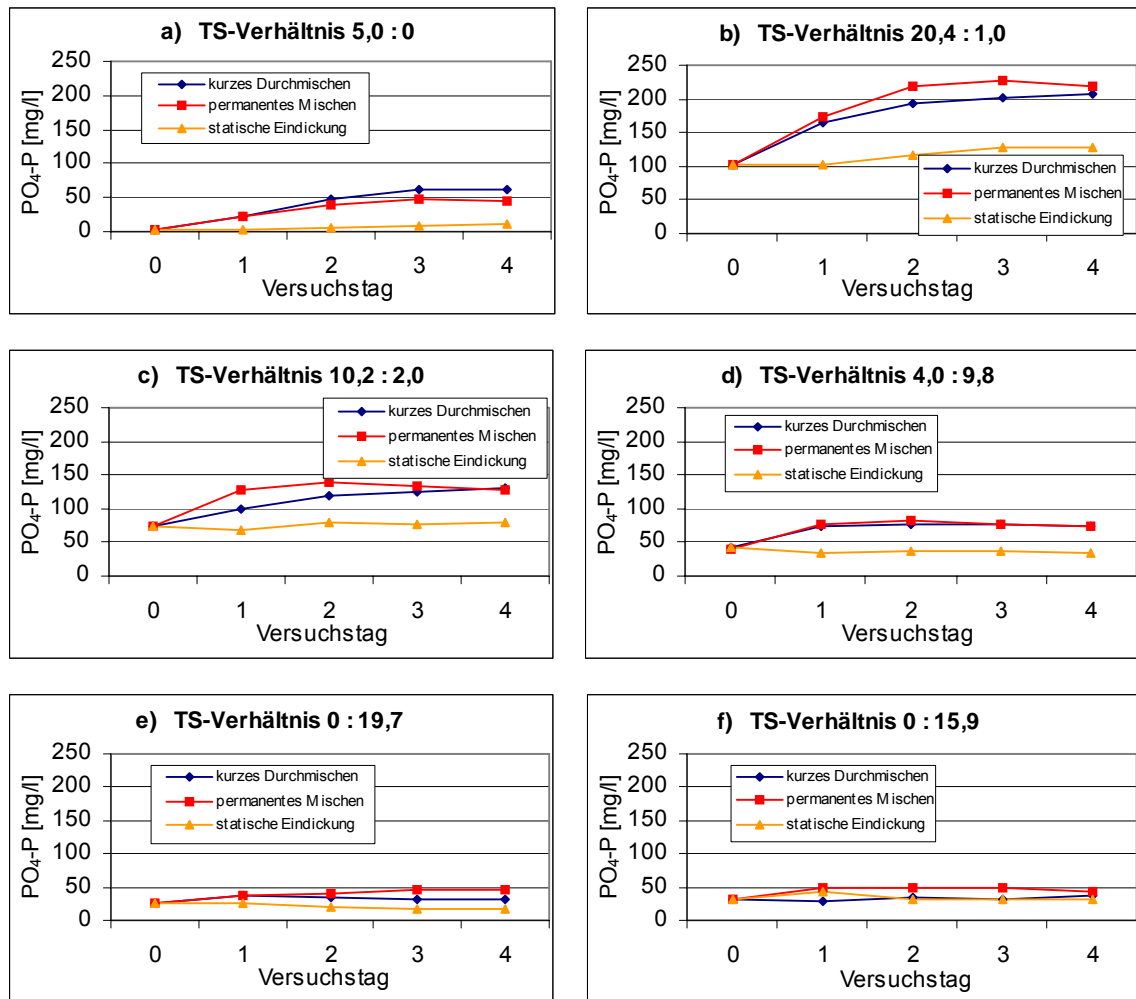 a) TS-Verhältnis 5,0 : 0
PO4-P [mg/l]
250
200
150
100
50
0
kurzes Durchmischen
permanentes Mischen
statische Eindickung
0 1 2 3 4
Versuchstag
b) TS-Verhältnis 20,4 : 1,0
PO4-P [mg/l]
250
200
150
100
50
0
kurzes Durchmischen
permanentes Mischen
statische Eindickung
0 1 2 3 4
Versuchstag
c) TS-Verhältnis 10,2 : 2,0
PO4-P [mg/l]
250
200
150
100
50
0
kurzes Durchmischen
permanentes Mischen
statische Eindickung
0 1 2 3 4
Versuchstag
d) TS-Verhältnis 4,0 : 9,8
PO4-P [mg/l]
250
200
150
100
50
0
kurzes Durchmischen
permanentes Mischen
statische Eindickung
0 1 2 3 4
Versuchstag
e) TS-Verhältnis 0 : 19,7
PO4-P [mg/l]
250
200
150
100
50
0
kurzes Durchmischen
permanentes Mischen
statische Eindickung
0 1 2 3 4
Versuchstag
f) TS-Verhältnis 0 : 15,9
PO4-P [mg/l]
250
200
150
100
50
0
kurzes Durchmischen
permanentes Mischen
statische Eindickung
0 1 2 3 4
Versuchstag